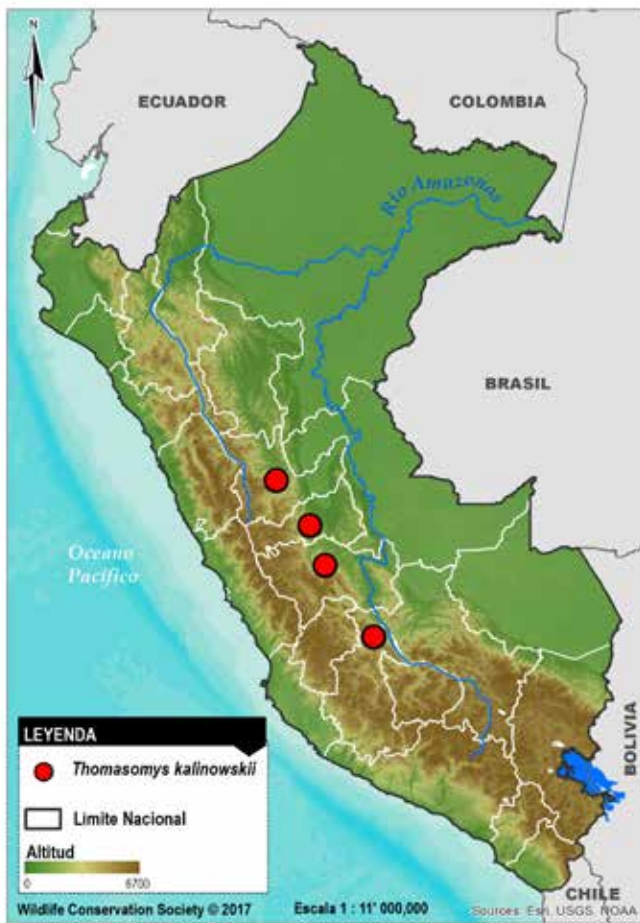 N
ECUADOR
COLOMBIA
Rio Amazonas
BRASIL
Oceano
Pacífico
BOLIVIA
LEYENDA
Thomasomys kalinowskii
Limite Nacional
Altitud
0 6700
CHILE
Wildlife Conservation Society © 2017 Escala 1 : 11' 000,000 Sources: Esri, USGS, NOAA